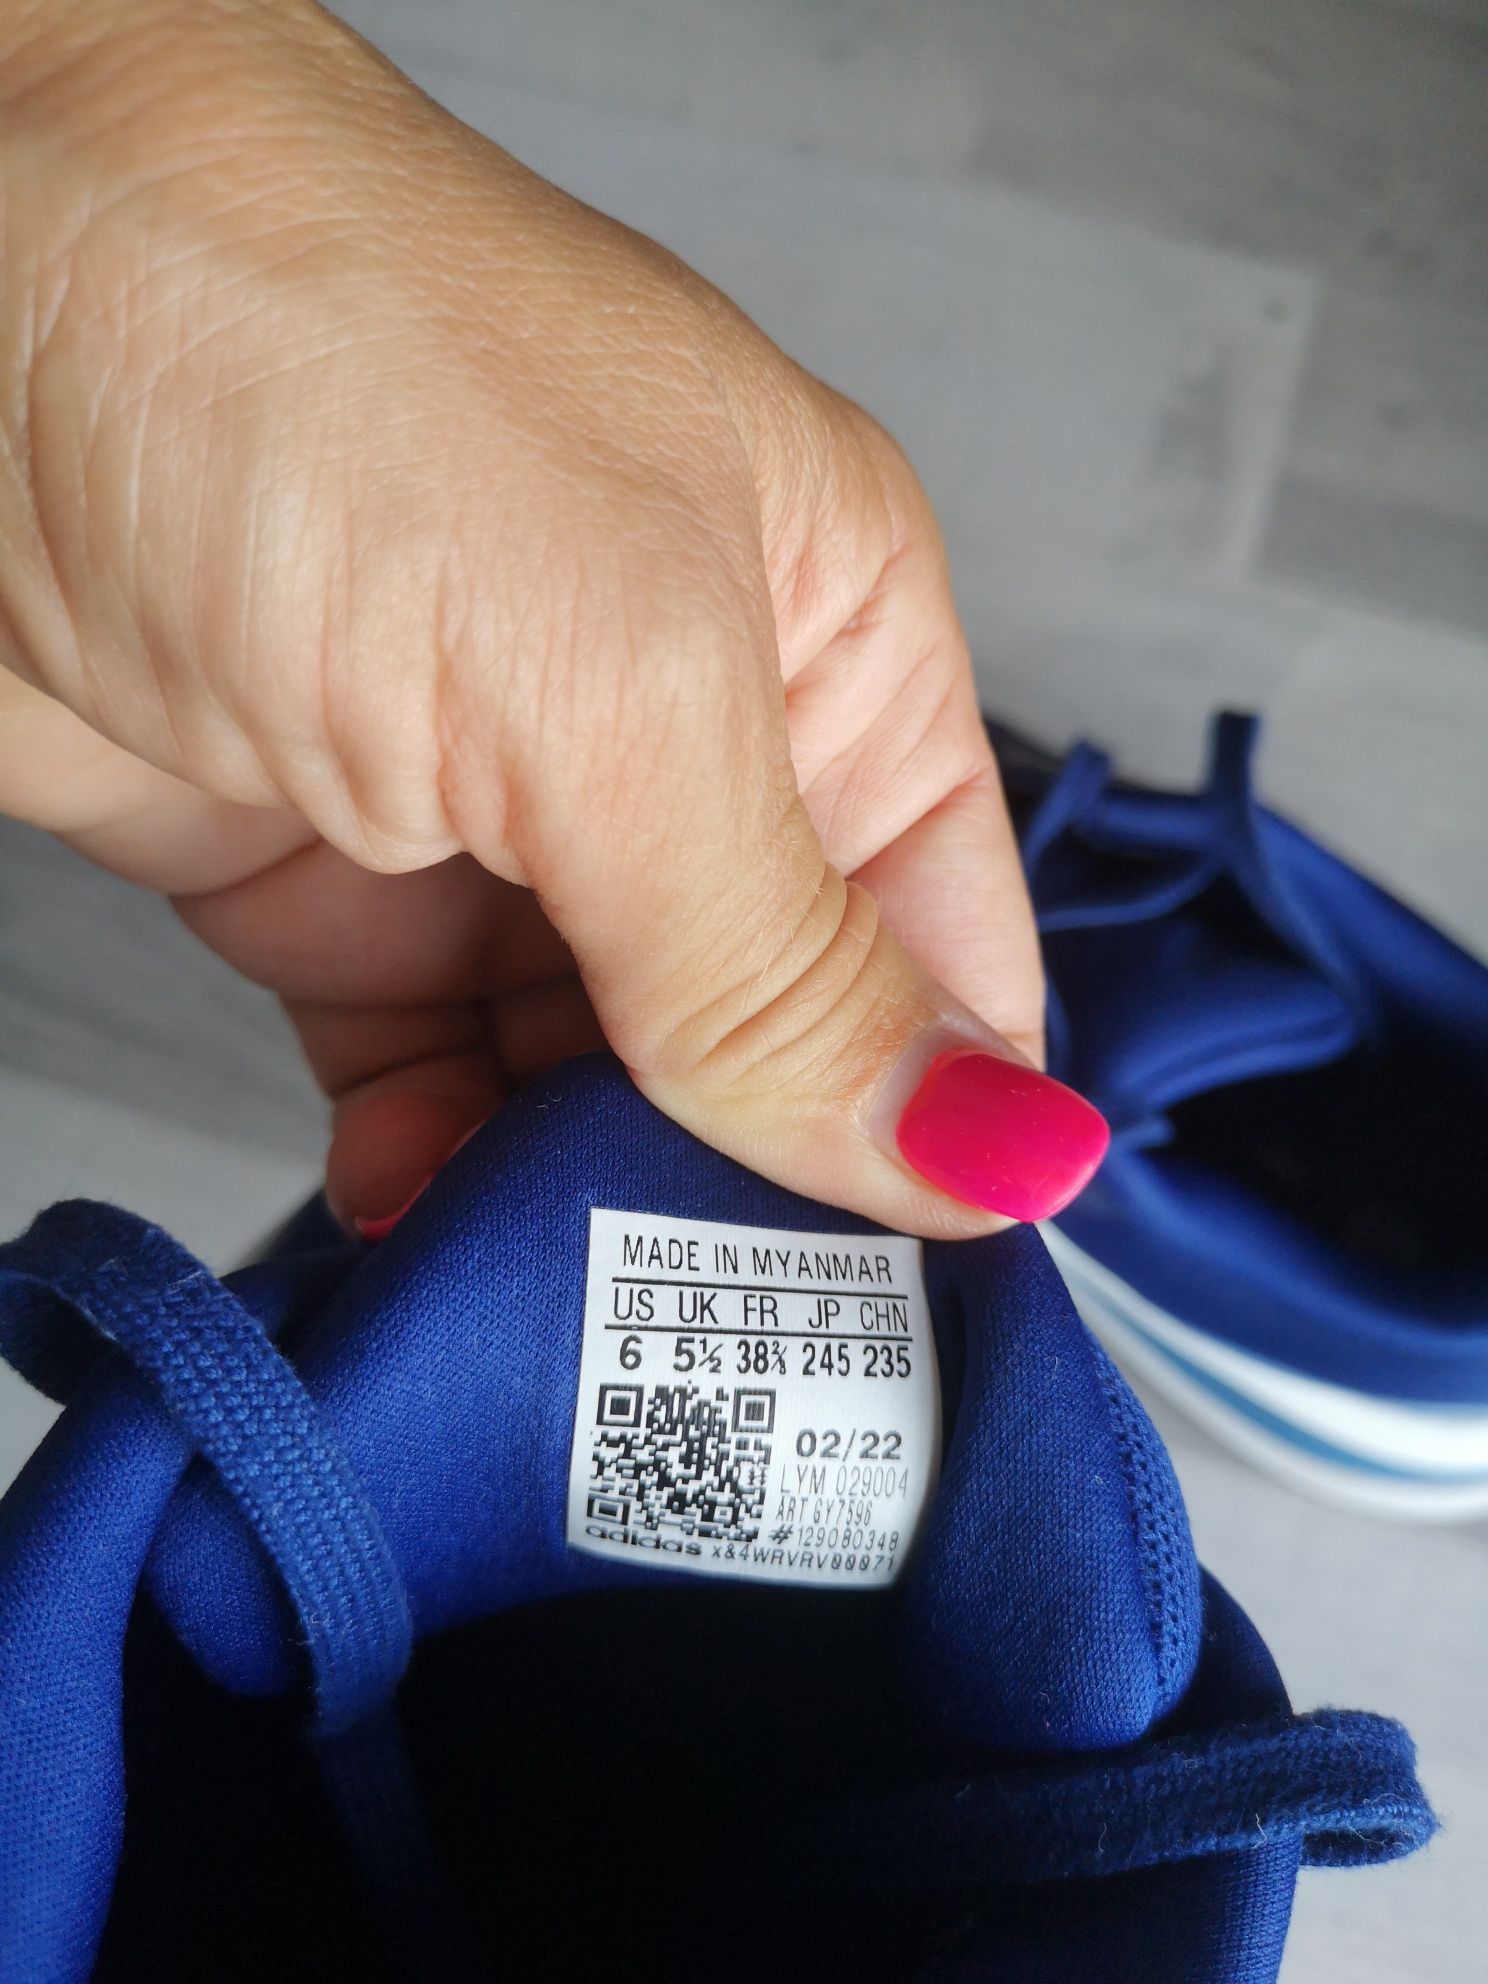 MADE IN MYANMAR
US UK FR JP CHN
6 5½ 38⅔ 245 235
02/22
LYM 029004
ART GY7596
#129080348
adidas x&4WRVRV00071